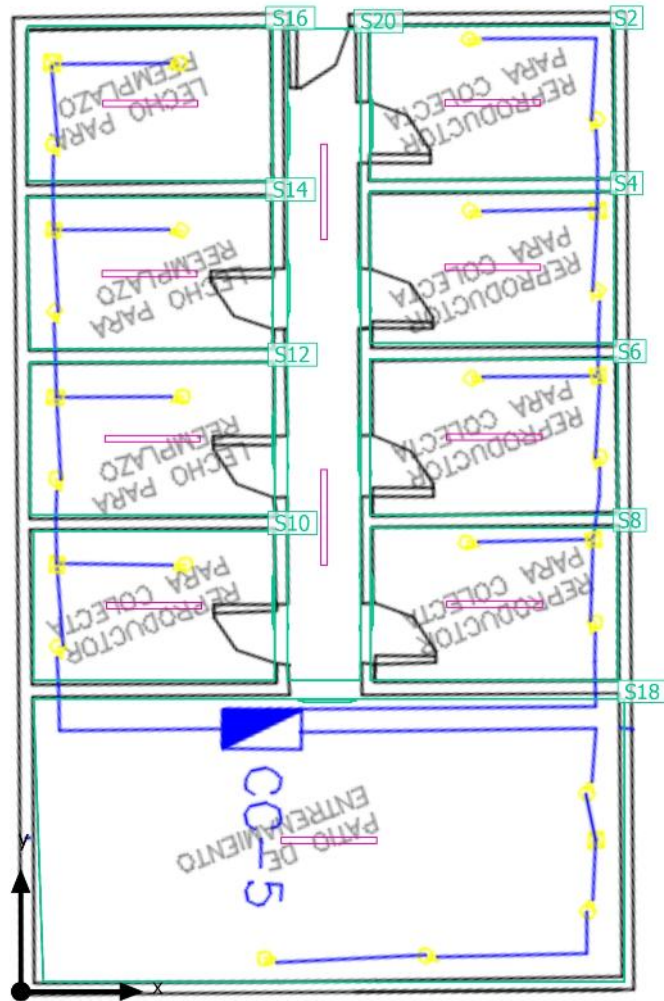 S16
S20
S2
LECHO PARA
REEMPLAZO
REPRODUCTOR
PARA COLECTA
S14
S4
LECHO PARA
REEMPLAZO
REPRODUCTOR
PARA COLECTA
S12
S6
LECHO PARA
REEMPLAZO
REPRODUCTOR
PARA COLECTA
S10
S8
REPRODUCTOR
PARA COLECTA
REPRODUCTOR
PARA COLECTA
S18
CC-5
PATIO DE
ENTRENAMIENTO
y
x